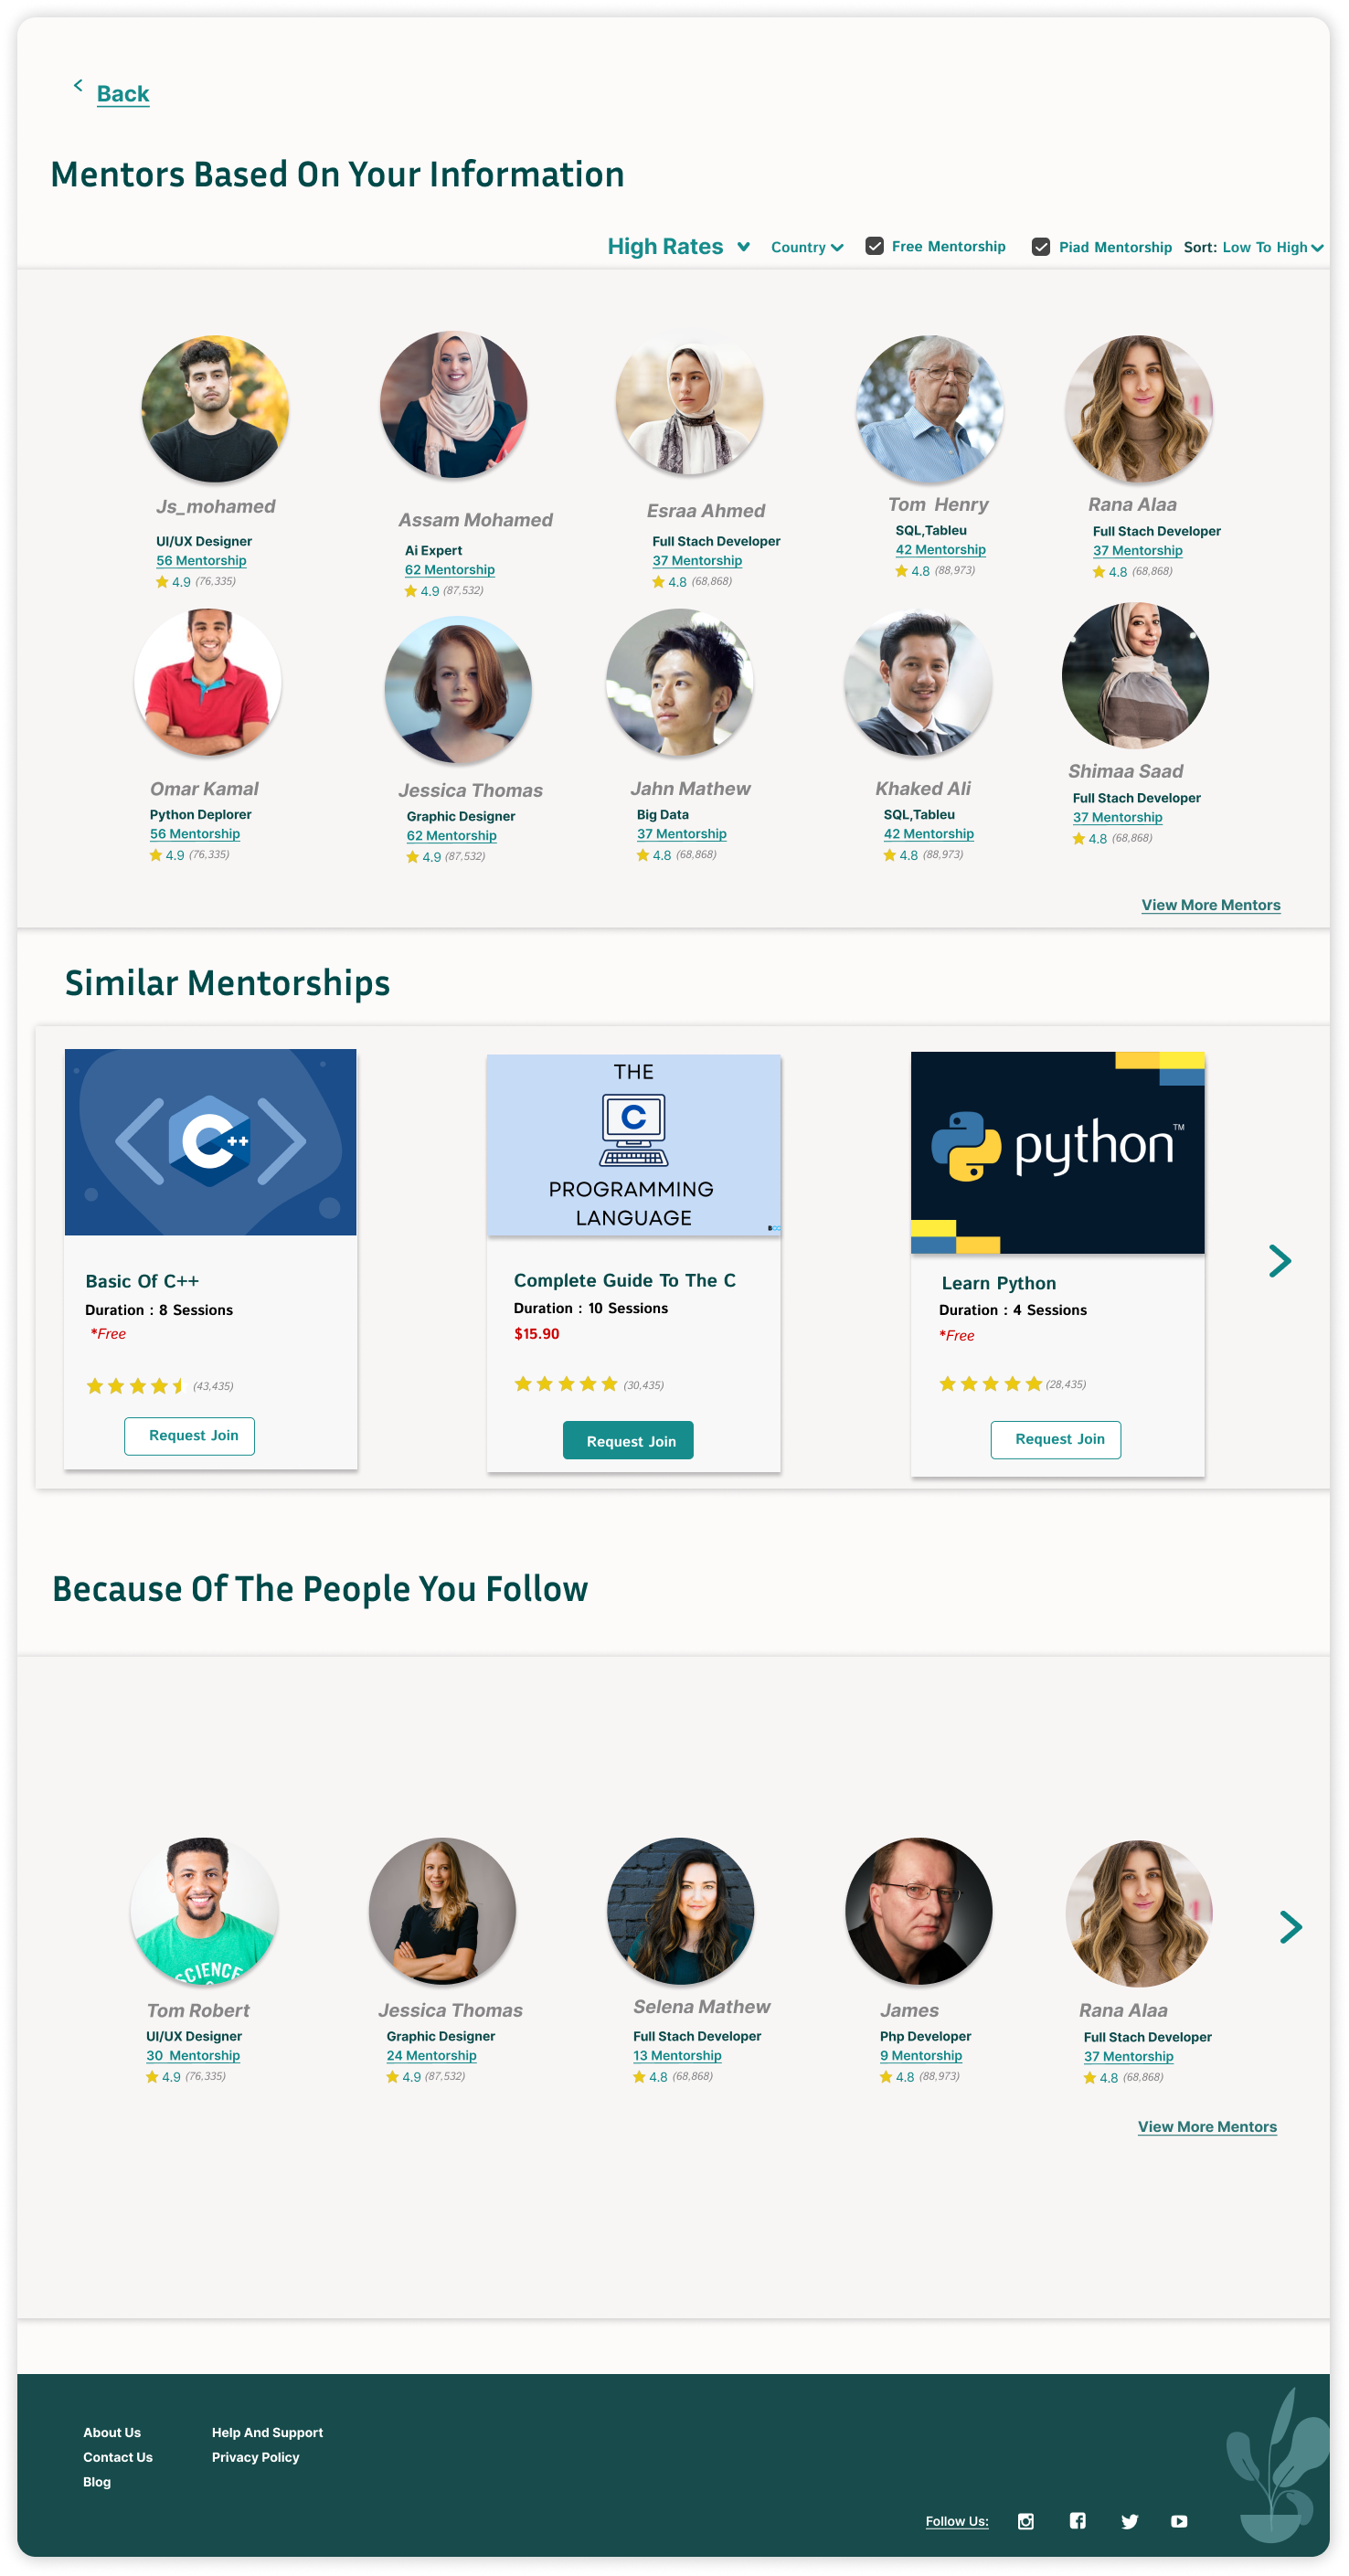 Back
Mentors Based On Your Information
High Rates Country Free Mentorship Piad Mentorship Sort: Low To High
Js_mohamed
UI/UX Designer
56 Mentorship
4.9 (76,335)
Assam Mohamed
Ai Expert
62 Mentorship
4.9 (87,532)
Esraa Ahmed
Full Stach Developer
37 Mentorship
4.8 (68,868)
Tom Henry
SQL,Tableu
42 Mentorship
4.8 (88,973)
Rana Alaa
Full Stach Developer
37 Mentorship
4.8 (68,868)
Omar Kamal
Python Deplorer
56 Mentorship
4.9 (76,335)
Jessica Thomas
Graphic Designer
62 Mentorship
4.9 (87,532)
Jahn Mathew
Big Data
37 Mentorship
4.8 (68,868)
Khaked Ali
SQL,Tableu
42 Mentorship
4.8 (88,973)
Shimaa Saad
Full Stach Developer
37 Mentorship
4.8 (68,868)
View More Mentors
Similar Mentorships
C++
Basic Of C++
Duration : 8 Sessions
*Free
(43,435)
Request Join
THE
C
PROGRAMMING
LANGUAGE
Complete Guide To The C
Duration : 10 Sessions
$15.90
(30,435)
Request Join
python™
Learn Python
Duration : 4 Sessions
*Free
(28,435)
Request Join
Because Of The People You Follow
SCIENCE
Tom Robert
UI/UX Designer
30 Mentorship
4.9 (76,335)
Jessica Thomas
Graphic Designer
24 Mentorship
4.9 (87,532)
Selena Mathew
Full Stach Developer
13 Mentorship
4.8 (68,868)
James
Php Developer
9 Mentorship
4.8 (88,973)
Rana Alaa
Full Stach Developer
37 Mentorship
4.8 (68,868)
View More Mentors
About Us
Contact Us
Blog
Help And Support
Privacy Policy
Follow Us: